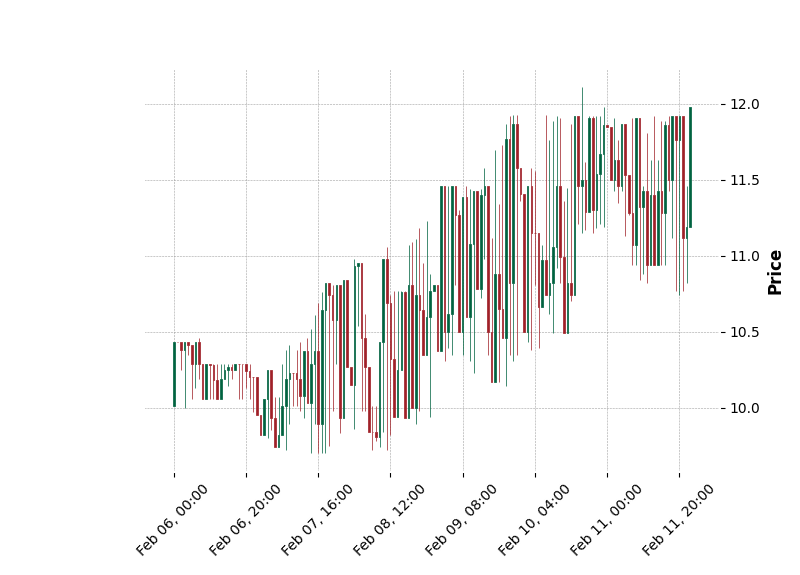 12.0
11.5
11.0
10.5
10.0
Price
Feb 06, 00:00
Feb 06, 20:00
Feb 07, 16:00
Feb 08, 12:00
Feb 09, 08:00
Feb 10, 04:00
Feb 11, 00:00
Feb 11, 20:00